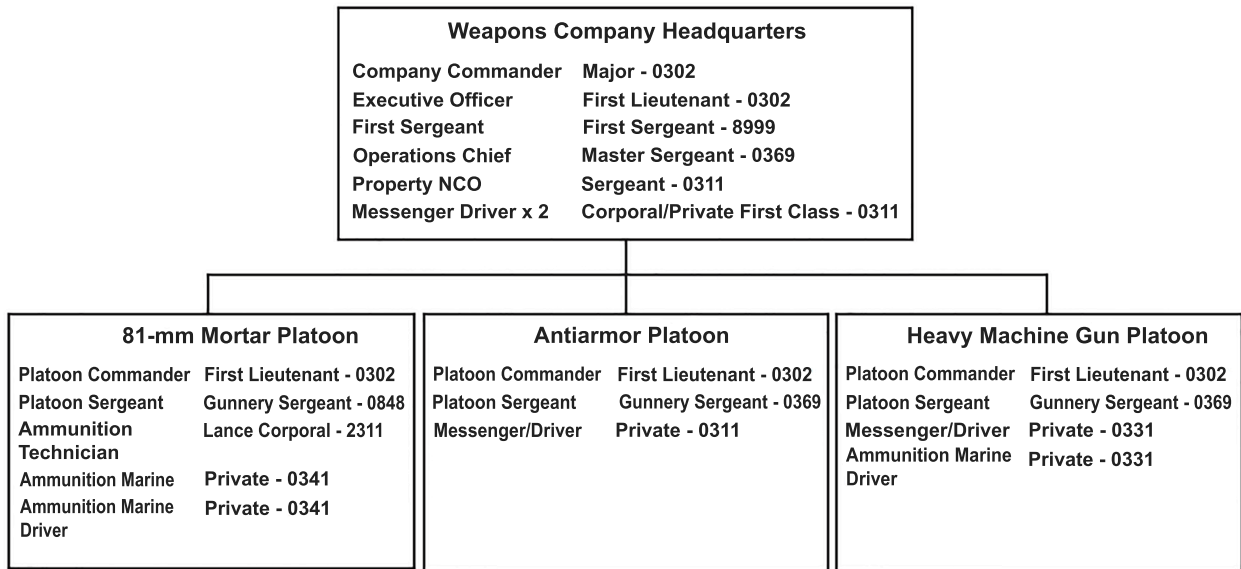 Weapons Company Headquarters
Company Commander Major - 0302
Executive Officer First Lieutenant - 0302
First Sergeant First Sergeant - 8999
Operations Chief Master Sergeant - 0369
Property NCO Sergeant - 0311
Messenger Driver x 2 Corporal/Private First Class - 0311
81-mm Mortar Platoon
Platoon Commander First Lieutenant - 0302
Platoon Sergeant Gunnery Sergeant - 0848
Ammunition Lance Corporal - 2311
Technician
Ammunition Marine Private - 0341
Ammunition Marine Private - 0341
Driver
Antiarmor Platoon
Platoon Commander First Lieutenant - 0302
Platoon Sergeant Gunnery Sergeant - 0369
Messenger/Driver Private - 0311
Heavy Machine Gun Platoon
Platoon Commander First Lieutenant - 0302
Platoon Sergeant Gunnery Sergeant - 0369
Messenger/Driver Private - 0331
Ammunition Marine Private - 0331
Driver